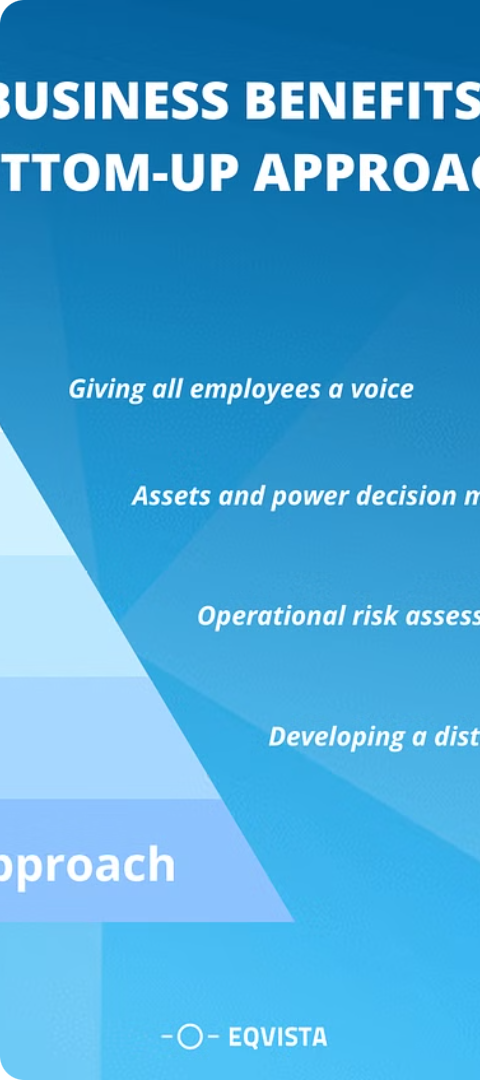 BUSINESS BENEFITS
TTOM-UP APPROAC
Giving all employees a voice
Assets and power decision m
Operational risk assess
Developing a dist
pproach
EQVISTA